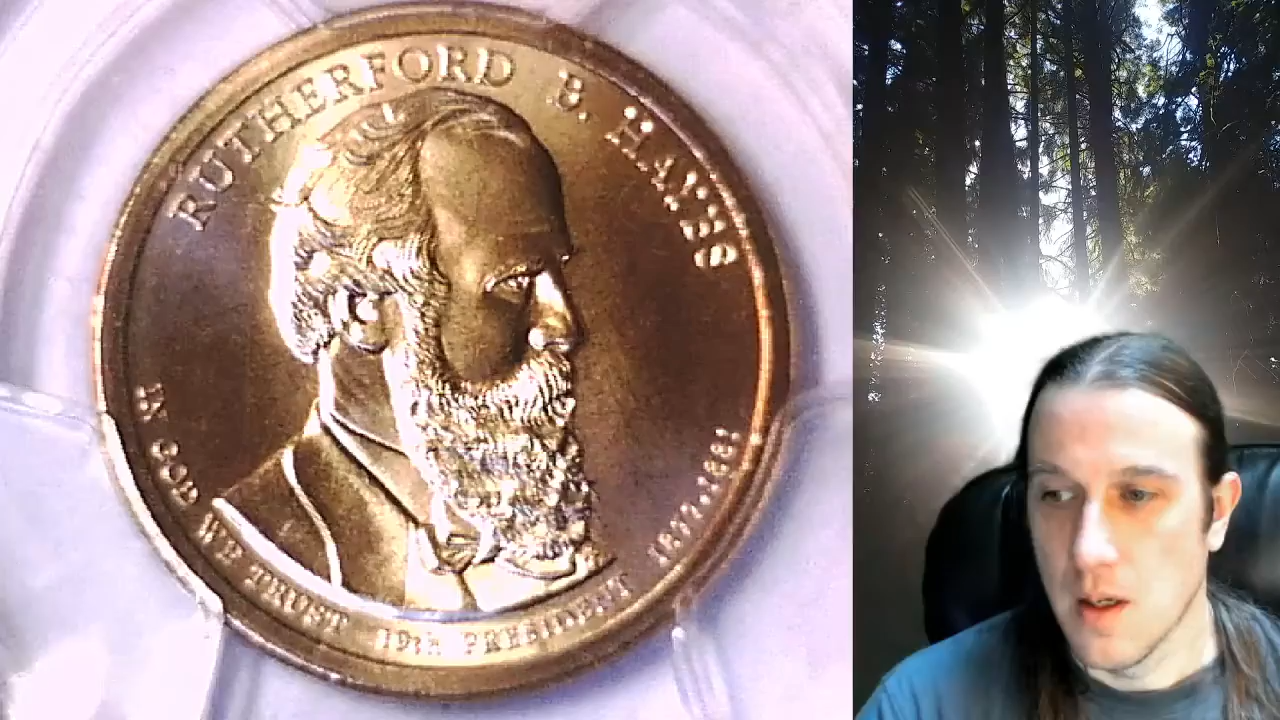 RUTHERFORD B. HAYES
IN GOD WE TRUST 19th PRESIDENT 1877-1881